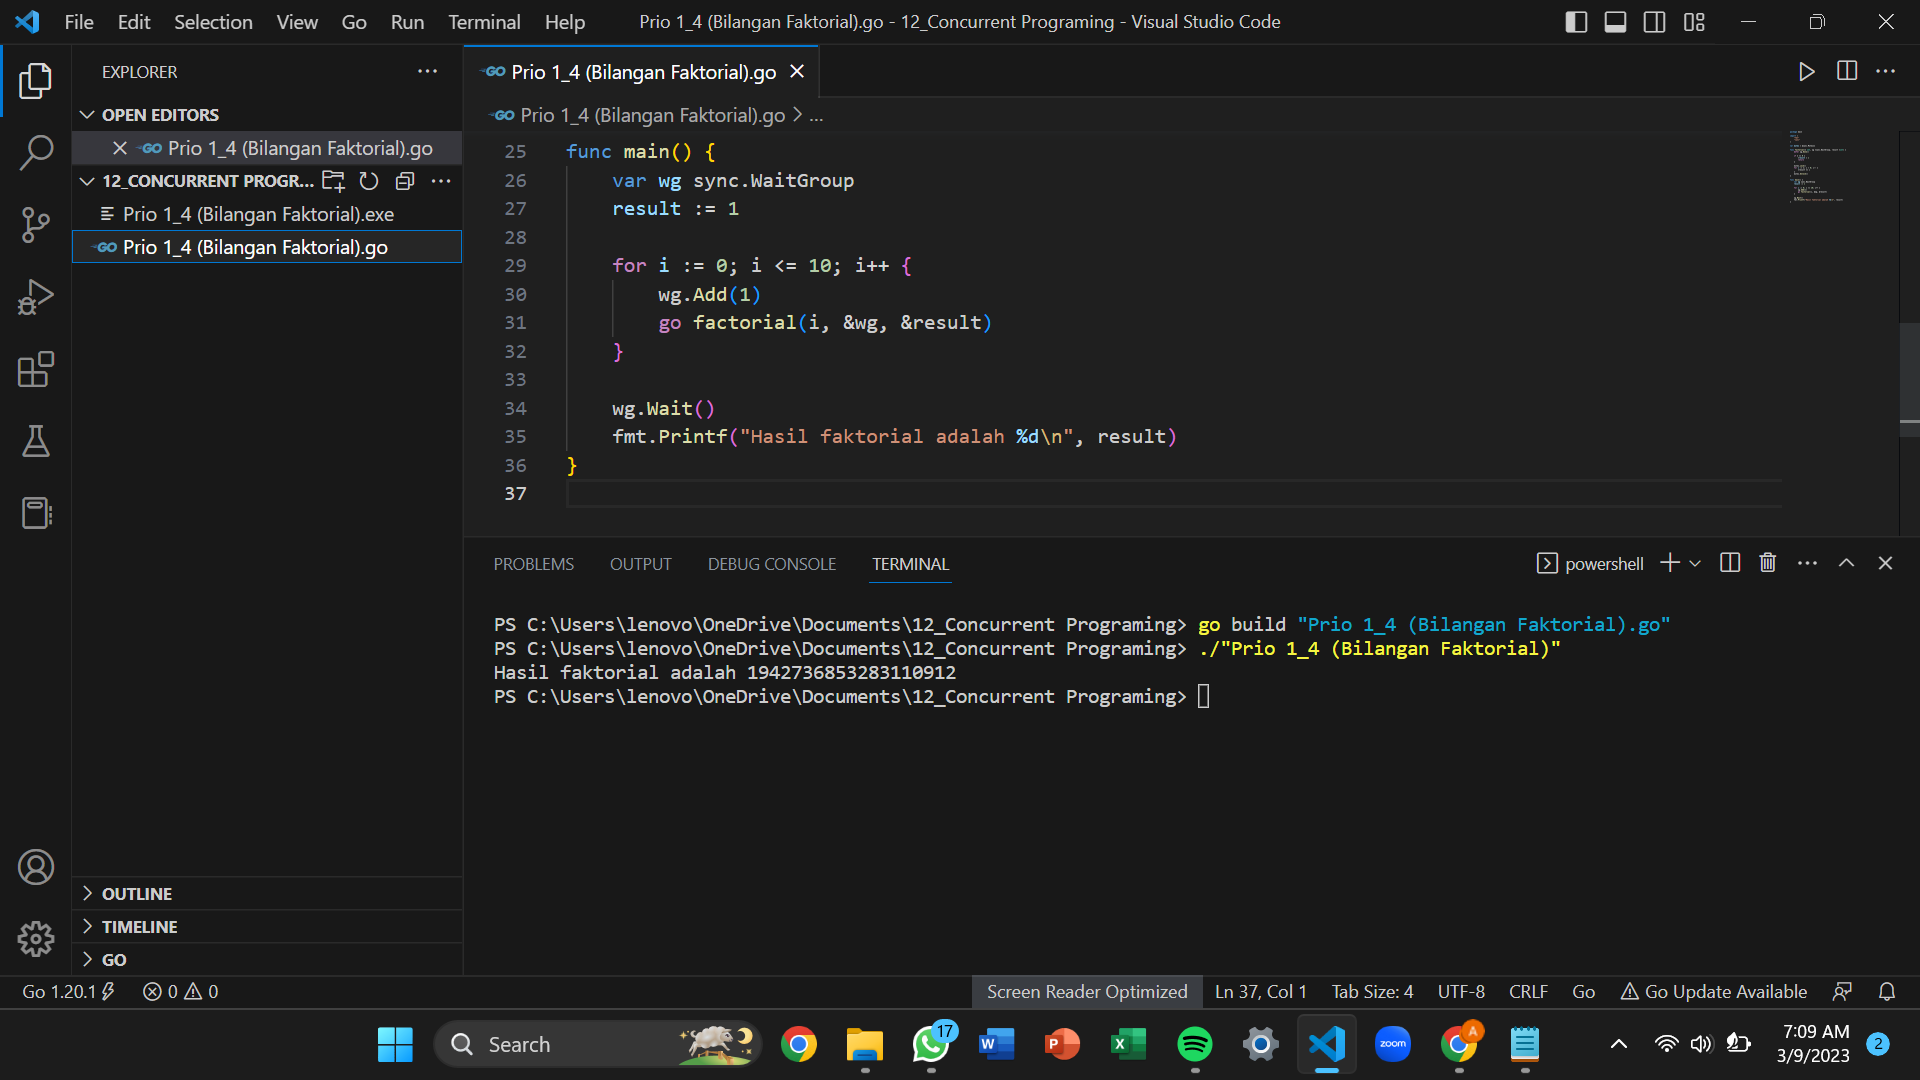 File Edit Selection View Go Run Terminal Help
Prio 1_4 (Bilangan Faktorial).go - 12_Concurrent Programing - Visual Studio Code
EXPLORER
OPEN EDITORS
GO Prio 1_4 (Bilangan Faktorial).go
12_CONCURRENT PROGR...
Prio 1_4 (Bilangan Faktorial).exe
GO Prio 1_4 (Bilangan Faktorial).go
OUTLINE
TIMELINE
GO
GO Prio 1_4 (Bilangan Faktorial).go
GO Prio 1_4 (Bilangan Faktorial).go > ...
25 func main() {
26 var wg sync.WaitGroup
27 result := 1
28
29 for i := 0; i <= 10; i++ {
30 wg.Add(1)
31 go factorial(i, &wg, &result)
32 }
33
34 wg.Wait()
35 fmt.Printf("Hasil faktorial adalah %d\n", result)
36 }
37
PROBLEMS OUTPUT DEBUG CONSOLE TERMINAL
powershell
PS C:\Users\lenovo\OneDrive\Documents\12_Concurrent Programing> go build "Prio 1_4 (Bilangan Faktorial).go"
PS C:\Users\lenovo\OneDrive\Documents\12_Concurrent Programing> ./"Prio 1_4 (Bilangan Faktorial)"
Hasil faktorial adalah 1942736853283110912
PS C:\Users\lenovo\OneDrive\Documents\12_Concurrent Programing>
Go 1.20.1 0 0
Screen Reader Optimized Ln 37, Col 1 Tab Size: 4 UTF-8 CRLF Go Go Update Available
Search
17
W
P
X
zoom
A
7:09 AM
3/9/2023
2